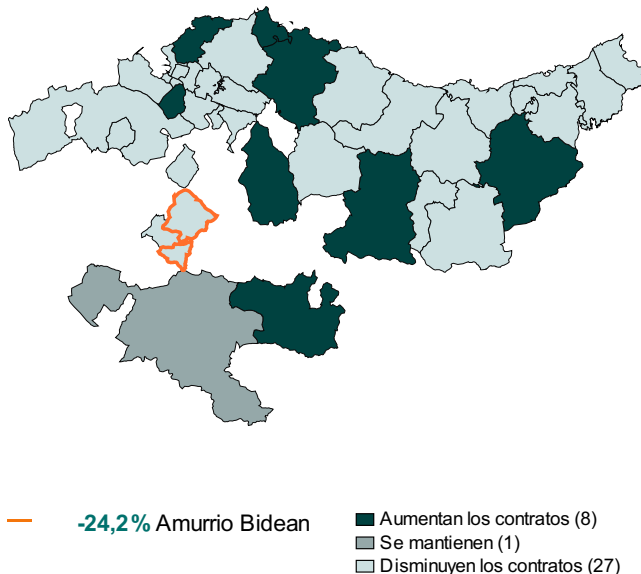 -24,2% Amurrio Bidean
Aumentan los contratos (8)
Se mantienen (1)
Disminuyen los contratos (27)